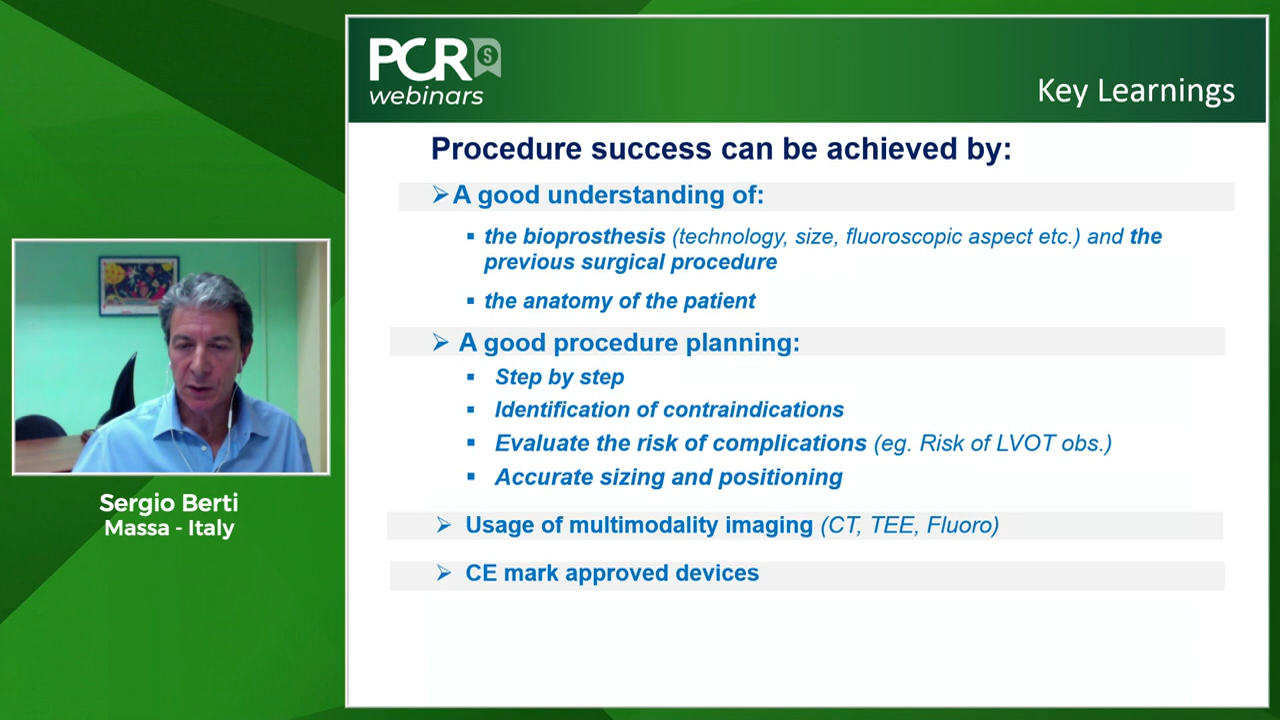 PCR
webinars
Key Learnings
Procedure success can be achieved by:
➢ A good understanding of:
▪ the bioprosthesis (technology, size, fluoroscopic aspect etc.) and the
previous surgical procedure
▪ the anatomy of the patient
➢ A good procedure planning:
▪ Step by step
▪ Identification of contraindications
▪ Evaluate the risk of complications (eg. Risk of LVOT obs.)
▪ Accurate sizing and positioning
➢ Usage of multimodality imaging (CT, TEE, Fluoro)
➢ CE mark approved devices
Sergio Berti
Massa - Italy